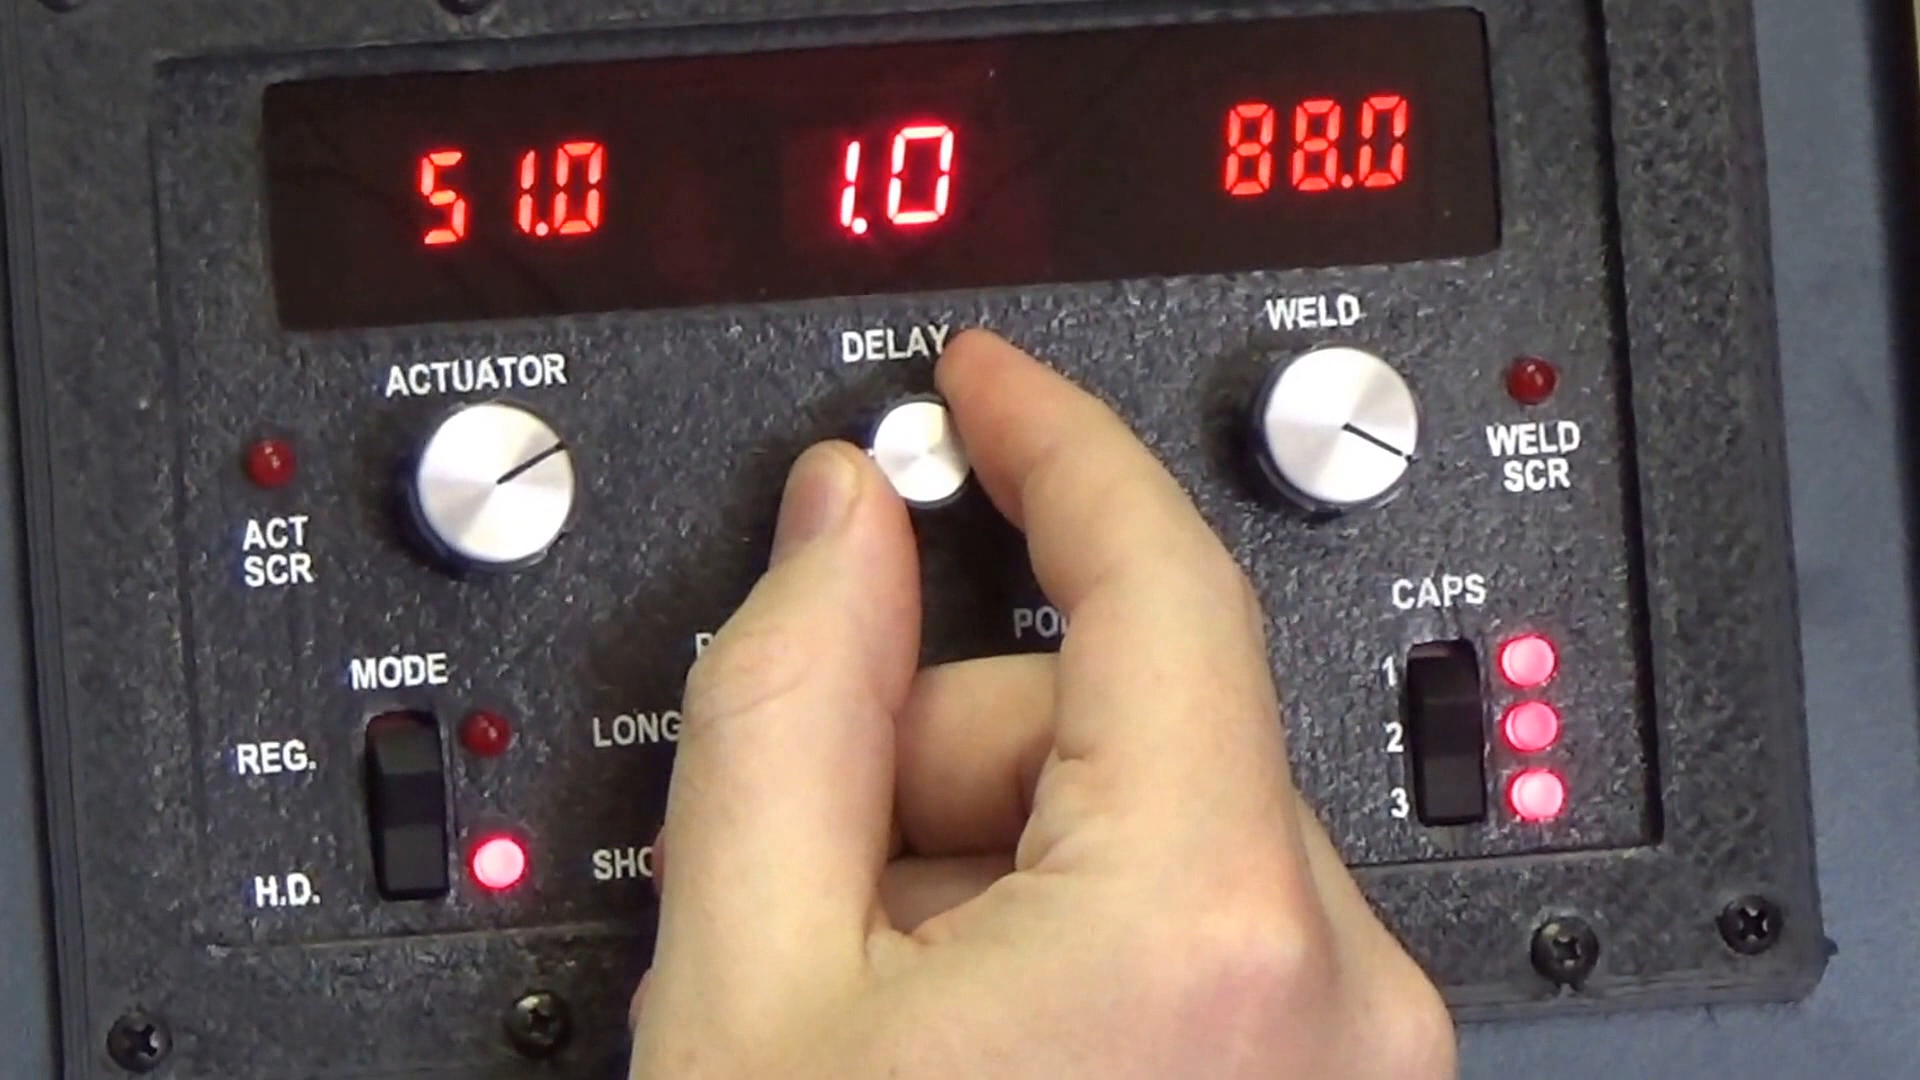 51.0 1.0 88.0
ACTUATOR
DELAY
WELD
ACT
SCR
WELD
SCR
MODE
REG.
H.D.
LONG
CAPS
1
2
3